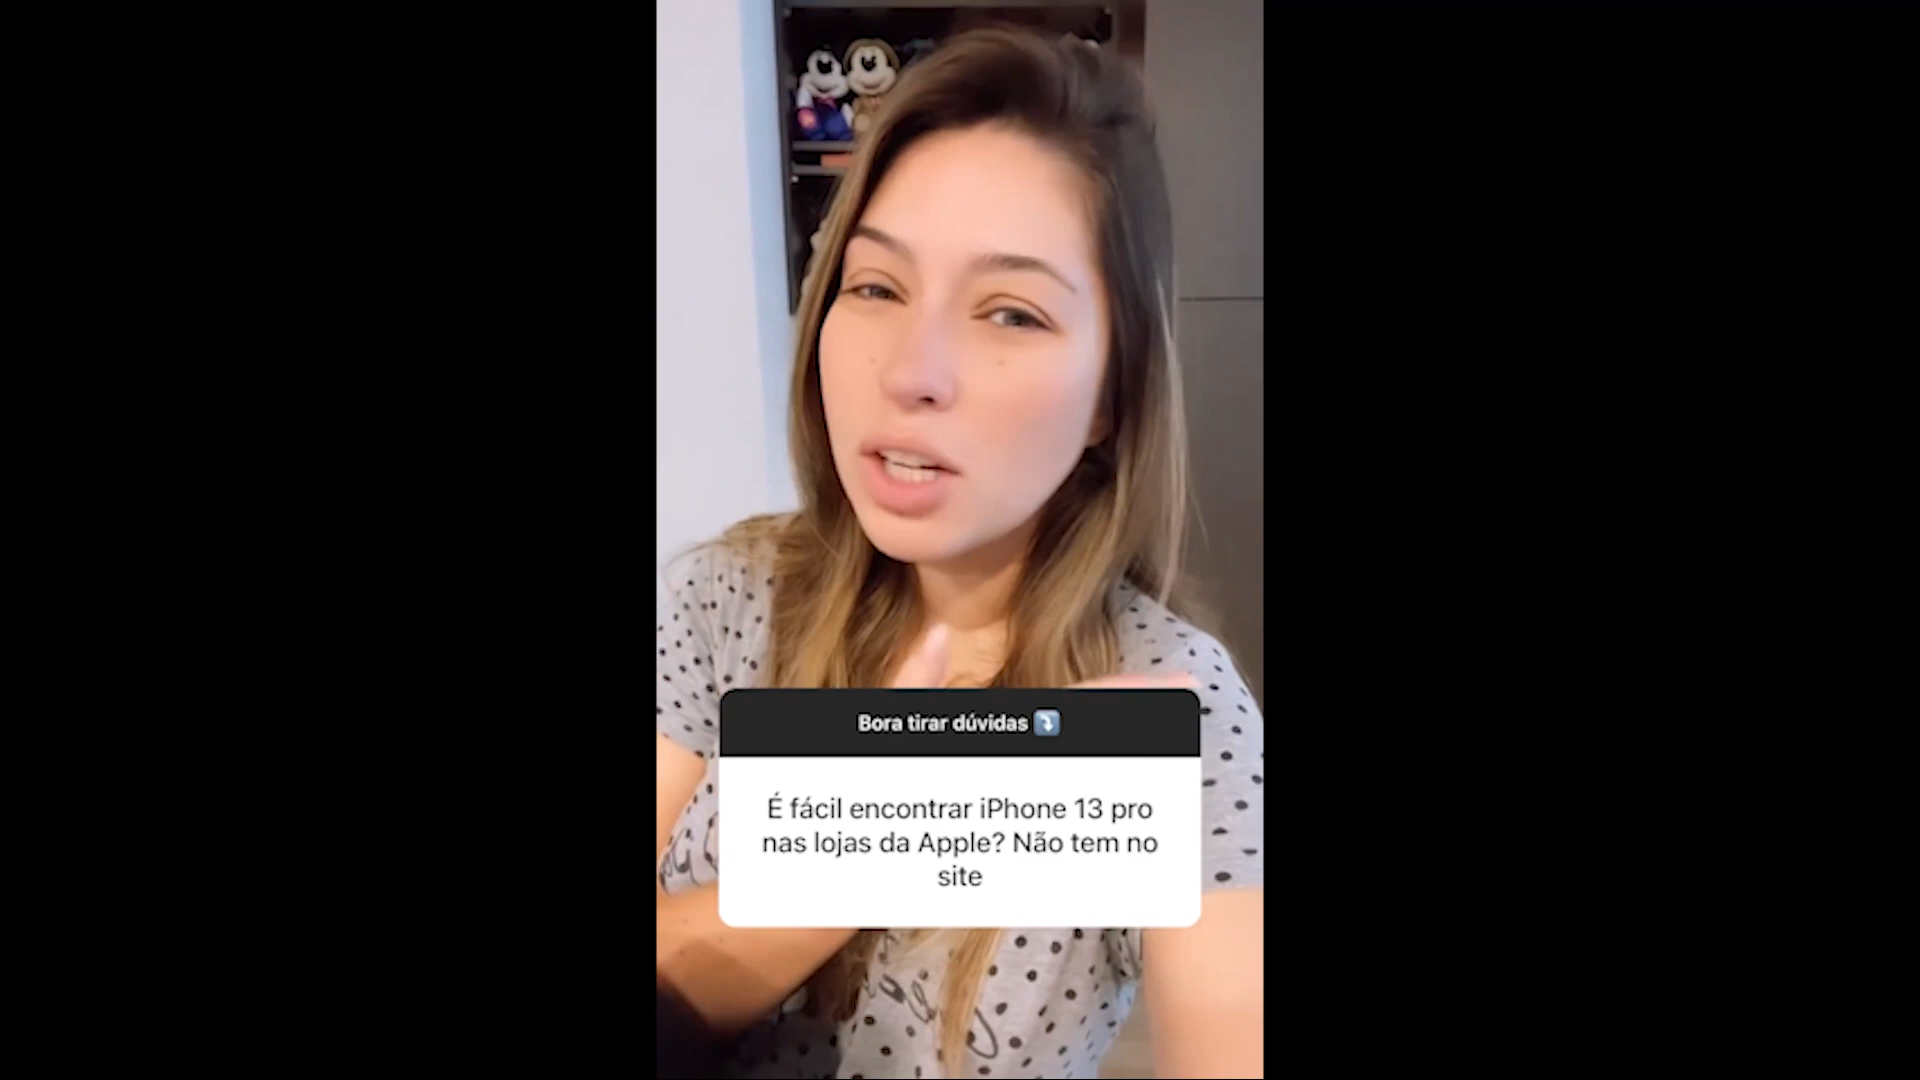 Bora tirar dúvidas ⤵️
É fácil encontrar iPhone 13 pro
nas lojas da Apple? Não tem no
site